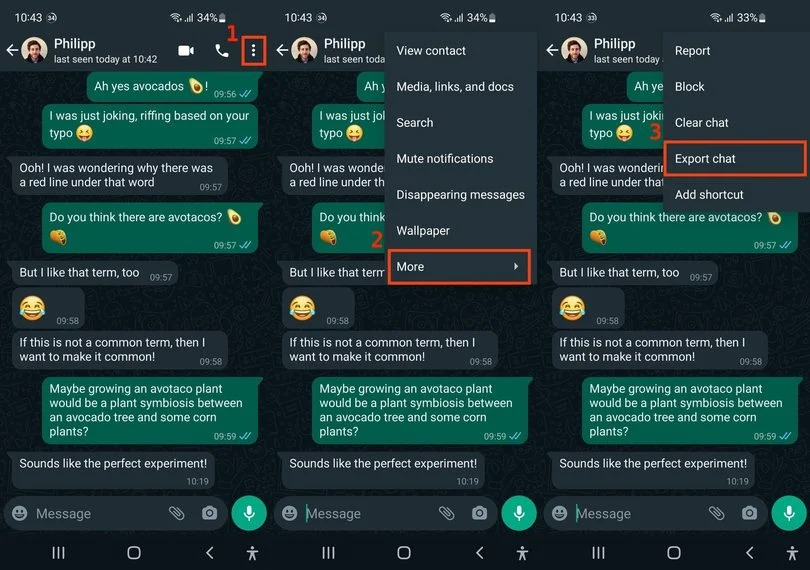 10:43 34 34%
1
Philipp
last seen today at 10:42
Ah yes avocados 🥑!
09:56
I was just joking, riffing based on your
typo 😝
09:57
Ooh! I was wondering why there was
a red line under that word
09:57
Do you think there are avotacos? 🥑
🌮
09:57
But I like that term, too
09:57
😂
09:58
If this is not a common term, then I
want to make it common!
09:58
Maybe growing an avotaco plant
would be a plant symbiosis between
an avocado tree and some corn
plants?
09:59
Sounds like the perfect experiment!
10:19
Message
10:43 34 34%
Philipp
last seen today
Ah y
I was just joki
typo 😝
Ooh! I was wonde
a red line under th
Do you think th
🌮
2
But I like that term
😂
09:58
If this is not a common term, then I
want to make it common!
09:58
Maybe growing an avotaco plant
would be a plant symbiosis between
an avocado tree and some corn
plants?
09:59
Sounds like the perfect experiment!
10:19
Message
View contact
Media, links, and docs
Search
Mute notifications
Disappearing messages
Wallpaper
More
10:43 33 33%
Philipp
last seen today
Ah ye
I was just joki
typo 😝
3
Ooh! I was wonde
a red line under th
Do you think there are avotacos? 🥑
🌮
09:57
But I like that term, too
09:57
😂
09:58
If this is not a common term, then I
want to make it common!
09:58
Maybe growing an avotaco plant
would be a plant symbiosis between
an avocado tree and some corn
plants?
09:59
Sounds like the perfect experiment!
10:19
Message
Report
Block
Clear chat
Export chat
Add shortcut